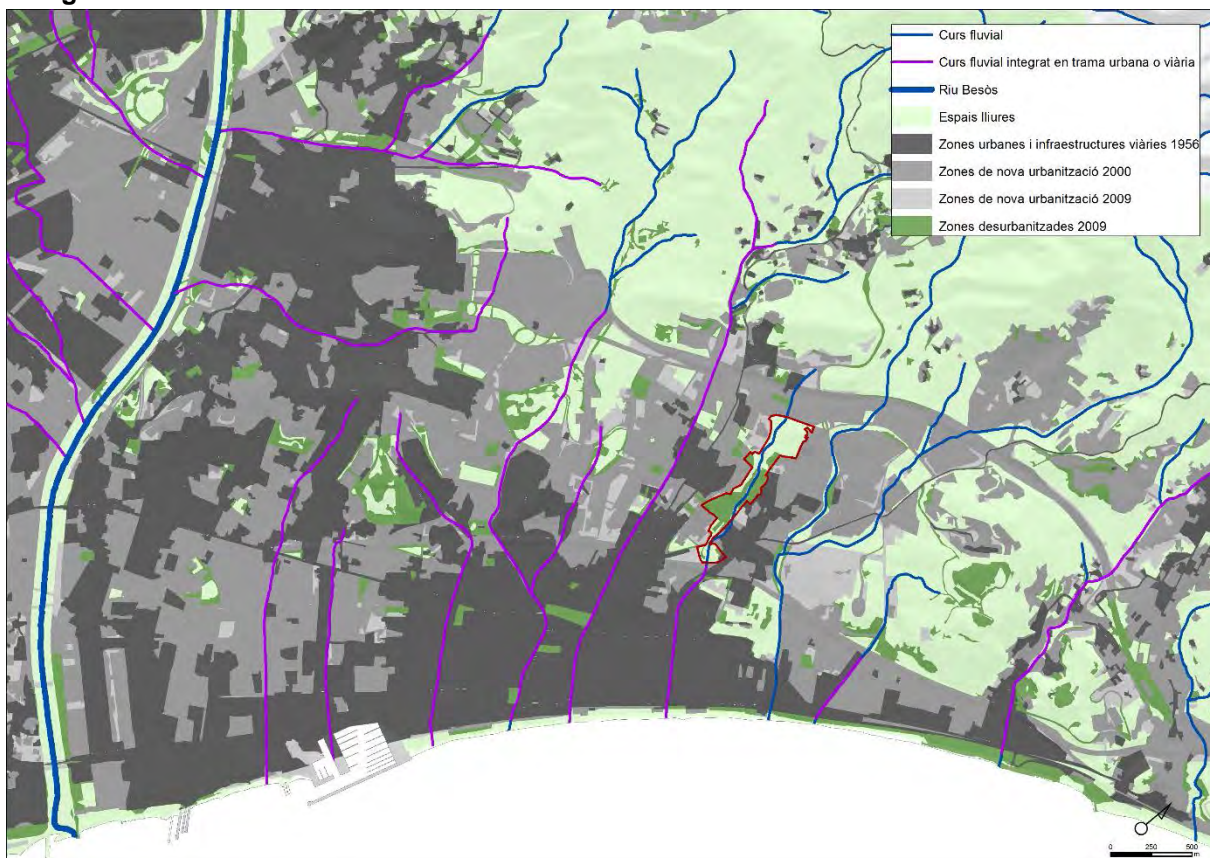 Curs fluvial
Curs fluvial integrat en trama urbana o viària
Riu Besòs
Espais lliures
Zones urbanes i infraestructures viàries 1956
Zones de nova urbanització 2000
Zones de nova urbanització 2009
Zones desurbanitzades 2009
0 250 500
m